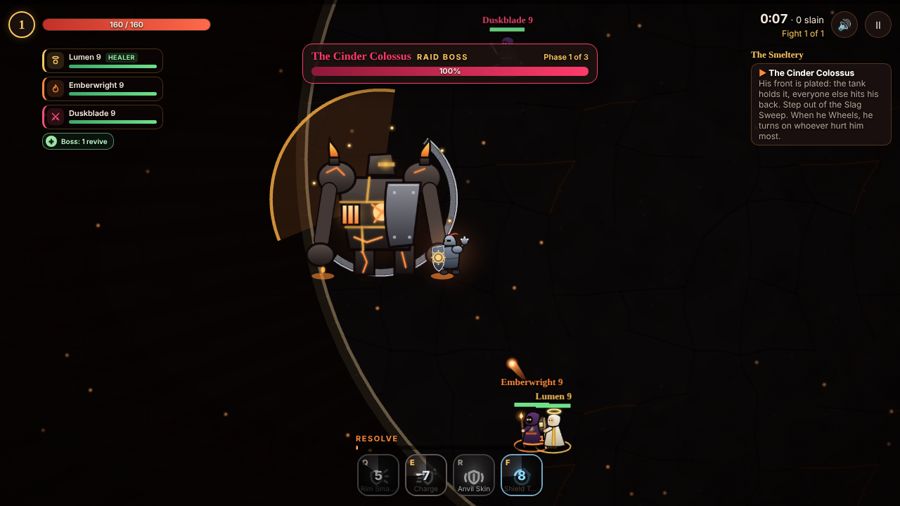 1
160 / 160
Lumen 9 HEALER
Emberwright 9
Duskblade 9
Boss: 1 revive
Duskblade 9
The Cinder Colossus RAID BOSS Phase 1 of 3
100%
0:07 · 0 slain
Fight 1 of 1
The Smeltery
The Cinder Colossus
His front is plated: the tank
holds it, everyone else hits his
back. Step out of the Slag
Sweep. When he Wheels, he
turns on whoever hurt him
most.
Emberwright 9
Lumen 9
RESOLVE
5
E
7
Charge
R
Anvil Skin
F
8
Shield